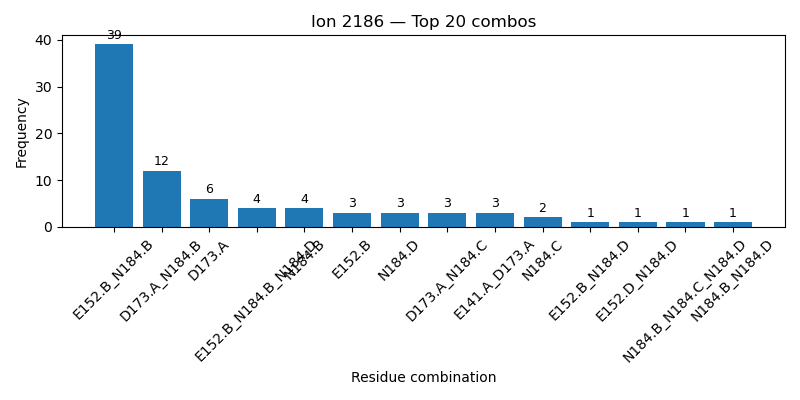 Ion 2186 — Top 20 combos
Frequency
40
30
20
10
0
39
12
6
4
4
3
3
3
3
2
1
1
1
1
E152.B_N184.B
D173.A_N184.B
D173.A
E152.B_N184.B_N184.D
N184.B
E152.B
N184.D
D173.A_N184.C
E141.A_D173.A
N184.C
E152.B_N184.D
E152.D_N184.D
N184.B_N184.C_N184.D
N184.B_N184.D
Residue combination